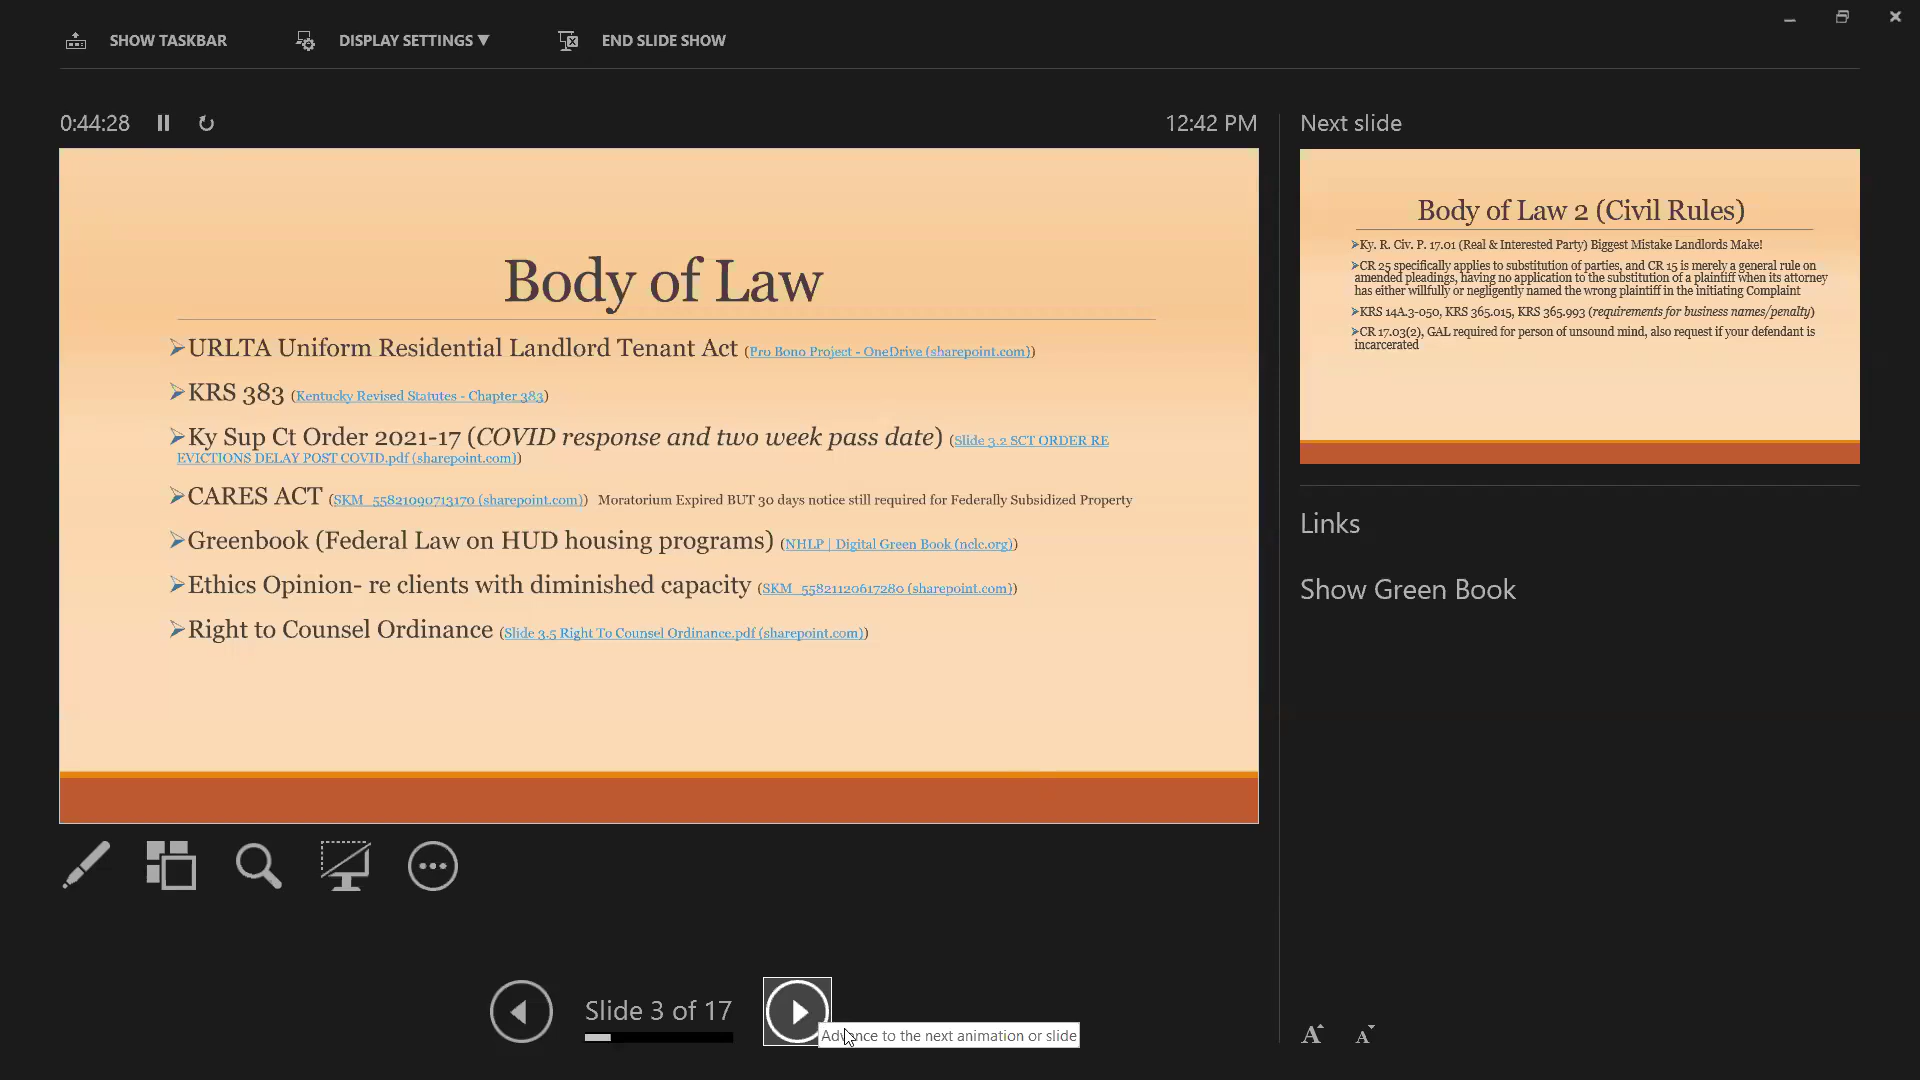 SHOW TASKBAR
DISPLAY SETTINGS ▼
END SLIDE SHOW
0:44:28
12:42 PM
Body of Law
➢URLTA Uniform Residential Landlord Tenant Act (Pro Bono Project - OneDrive (sharepoint.com))
➢KRS 383 (Kentucky Revised Statutes - Chapter 383)
➢Ky Sup Ct Order 2021-17 (COVID response and two week pass date) (Slide 3.2 SCT ORDER RE
EVICTIONS DELAY POST COVID.pdf (sharepoint.com))
➢CARES ACT (SKM_55821090713170 (sharepoint.com)) Moratorium Expired BUT 30 days notice still required for Federally Subsidized Property
➢Greenbook (Federal Law on HUD housing programs) (NHLP | Digital Green Book (nclc.org))
➢Ethics Opinion- re clients with diminished capacity (SKM_55821120617280 (sharepoint.com))
➢Right to Counsel Ordinance (Slide 3.5 Right To Counsel Ordinance.pdf (sharepoint.com))
Slide 3 of 17
Advance to the next animation or slide
Next slide
Body of Law 2 (Civil Rules)
➢Ky. R. Civ. P. 17.01 (Real & Interested Party) Biggest Mistake Landlords Make!
➢CR 25 specifically applies to substitution of parties, and CR 15 is merely a general rule on
amended pleadings, having no application to the substitution of a plaintiff when its attorney
has either willfully or negligently named the wrong plaintiff in the initiating Complaint
➢KRS 14A.3-050, KRS 365.015, KRS 365.993 (requirements for business names/penalty)
➢CR 17.03(2), GAL required for person of unsound mind, also request if your defendant is
incarcerated
Links
Show Green Book
A A